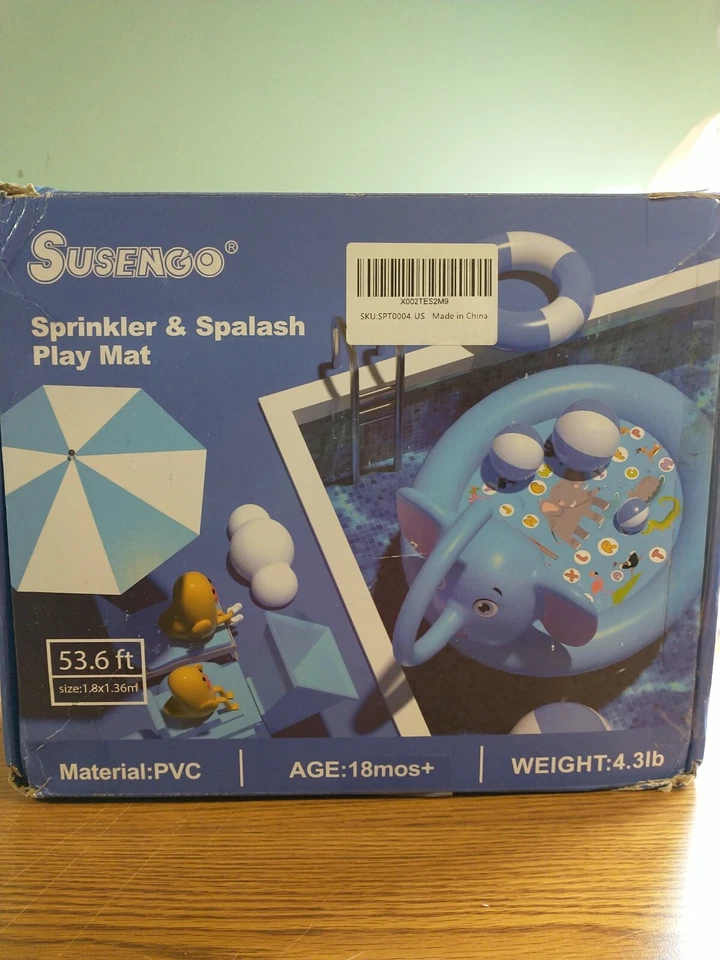 SUSENGO®
X002TES2M9
SKU:SPT0004 US Made in China
Sprinkler & Spalash
Play Mat
53.6 ft
size:1.8x1.36m
Material:PVC
AGE:18mos+
WEIGHT:4.3lb